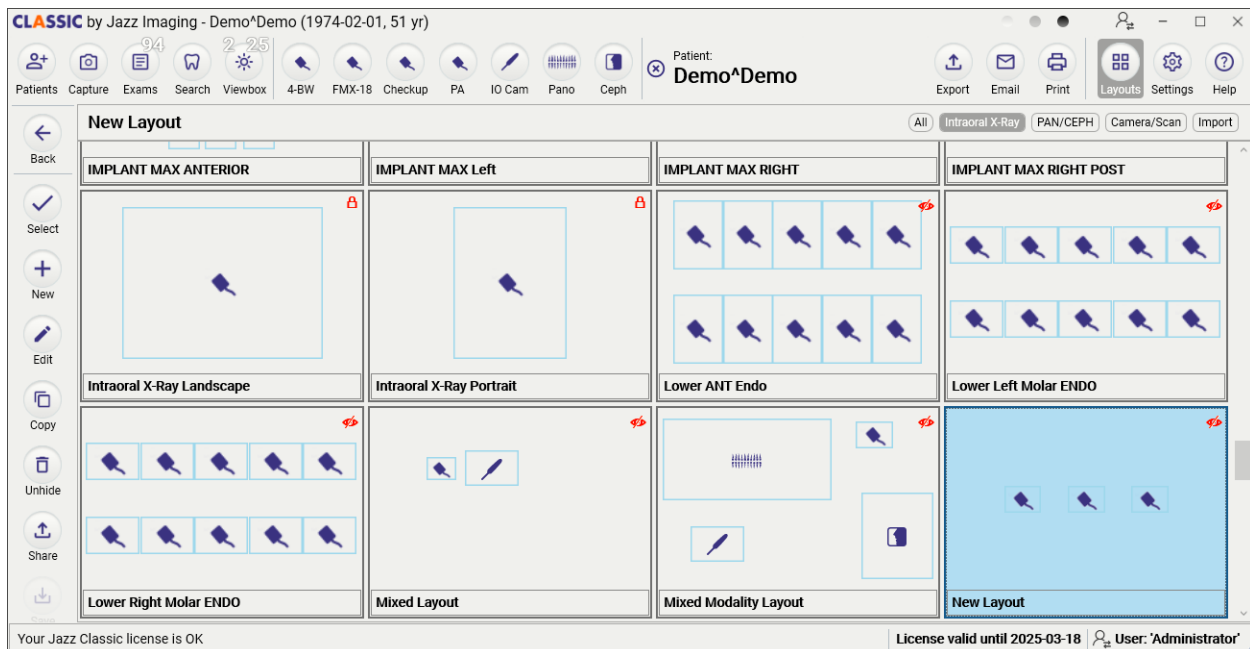 CLASSIC by Jazz Imaging - Demo^Demo (1974-02-01, 51 yr)
94
2 25
Patients Capture Exams Search Viewbox 4-BW FMX-18 Checkup PA IO Cam Pano Ceph
Patient:
Demo^Demo
Export Email Print Layouts Settings Help
Back
New Layout
All Intraoral X-Ray PAN/CEPH Camera/Scan Import
IMPLANT MAX ANTERIOR IMPLANT MAX Left IMPLANT MAX RIGHT IMPLANT MAX RIGHT POST
Select
New
Edit
Intraoral X-Ray Landscape Intraoral X-Ray Portrait Lower ANT Endo Lower Left Molar ENDO
Copy
Unhide
Share
Lower Right Molar ENDO Mixed Layout Mixed Modality Layout New Layout
Save
Your Jazz Classic license is OK
License valid until 2025-03-18 User: 'Administrator'